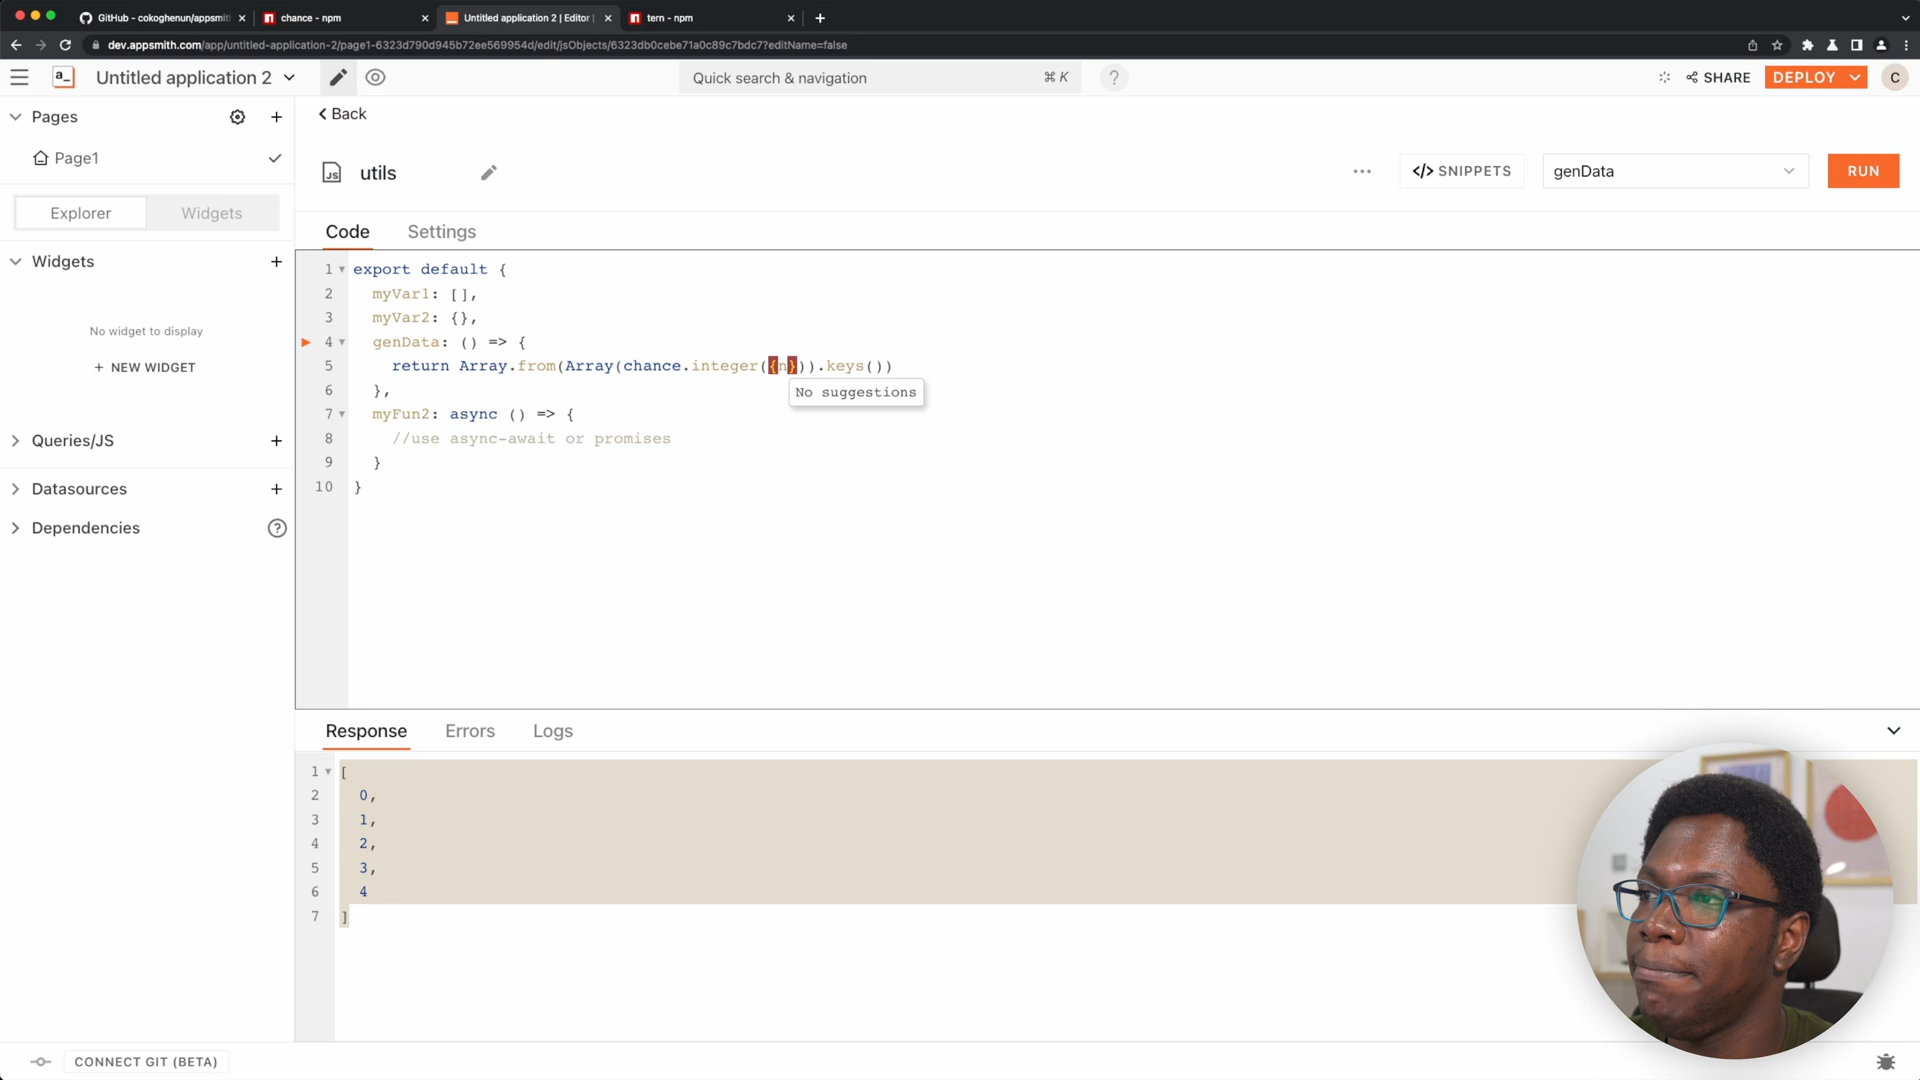 GitHub - cokoghenun/appsmit
chance - npm
Untitled application 2 | Editor |
tern - npm
dev.appsmith.com/app/untitled-application-2/page1-6323d790d945b72ee569954d/edit/jsObjects/6323db0cebe71a0c89c7bdc7?editName=false
a_
Untitled application 2
Quick search & navigation
⌘ K
?
SHARE
DEPLOY
C
Pages
Page1
Explorer
Widgets
Widgets
No widget to display
+ NEW WIDGET
Queries/JS
Datasources
Dependencies
?
Back
JS
utils
</> SNIPPETS
genData
RUN
Code
Settings
1 export default {
2 myVar1: [],
3 myVar2: {},
4 genData: () => {
5 return Array.from(Array(chance.integer({n})).keys())
No suggestions
6 },
7 myFun2: async () => {
8 //use async-await or promises
9 }
10 }
Response
Errors
Logs
1 [
2 0,
3 1,
4 2,
5 3,
6 4
7 ]
CONNECT GIT (BETA)